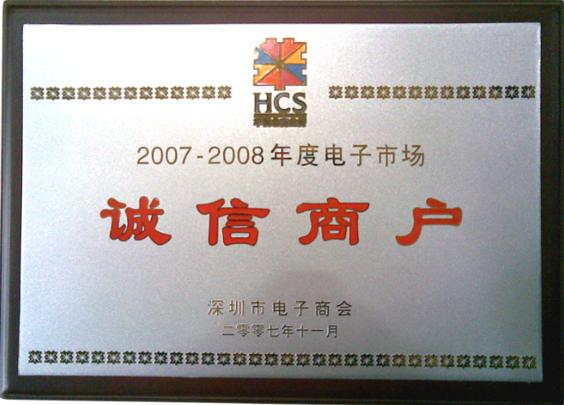 HCS
2007-2008年度电子市场
诚信商户
深圳市电子商会
二零零七年十一月